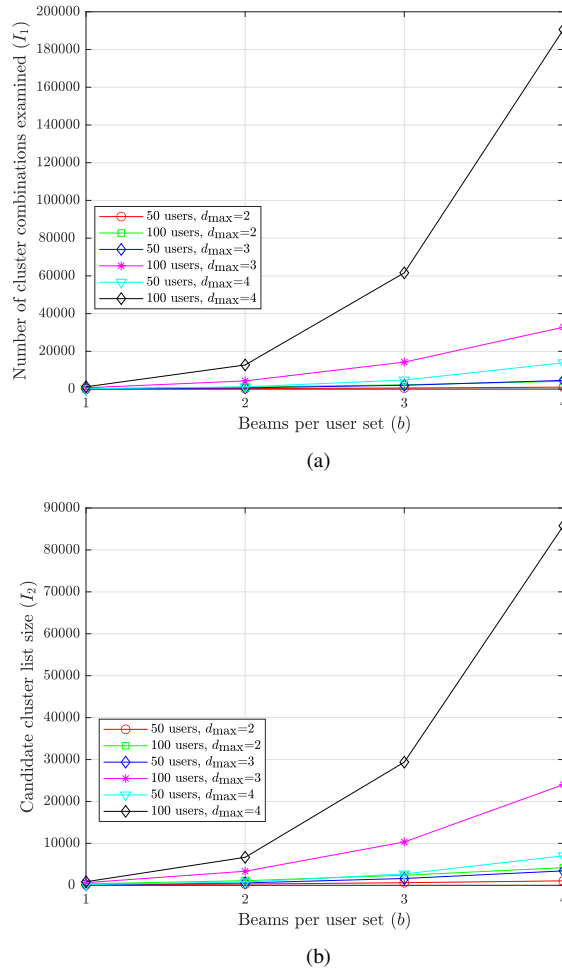 200000
180000
160000
140000
120000
100000
80000
60000
40000
20000
0
Number of cluster combinations examined (I₁)
50 users, dmax=2
100 users, dmax=2
50 users, dmax=3
100 users, dmax=3
50 users, dmax=4
100 users, dmax=4
1 2 3 4
Beams per user set (b)
(a)
90000
80000
70000
60000
50000
40000
30000
20000
10000
0
Candidate cluster list size (I₂)
50 users, dmax=2
100 users, dmax=2
50 users, dmax=3
100 users, dmax=3
50 users, dmax=4
100 users, dmax=4
1 2 3 4
Beams per user set (b)
(b)